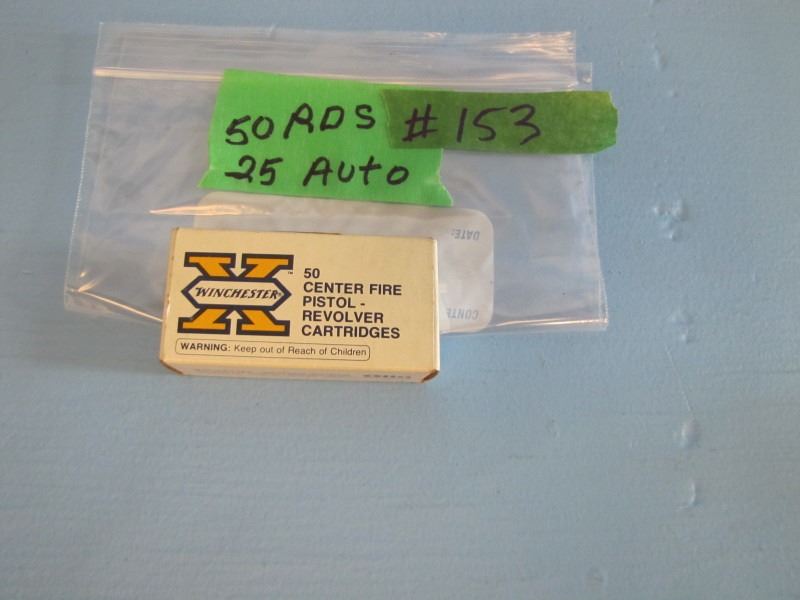 50 RDS
25 AUTO
# 153
DATE:
X
WINCHESTER
50
CENTER FIRE
PISTOL -
REVOLVER
CARTRIDGES
WARNING: Keep out of Reach of Children